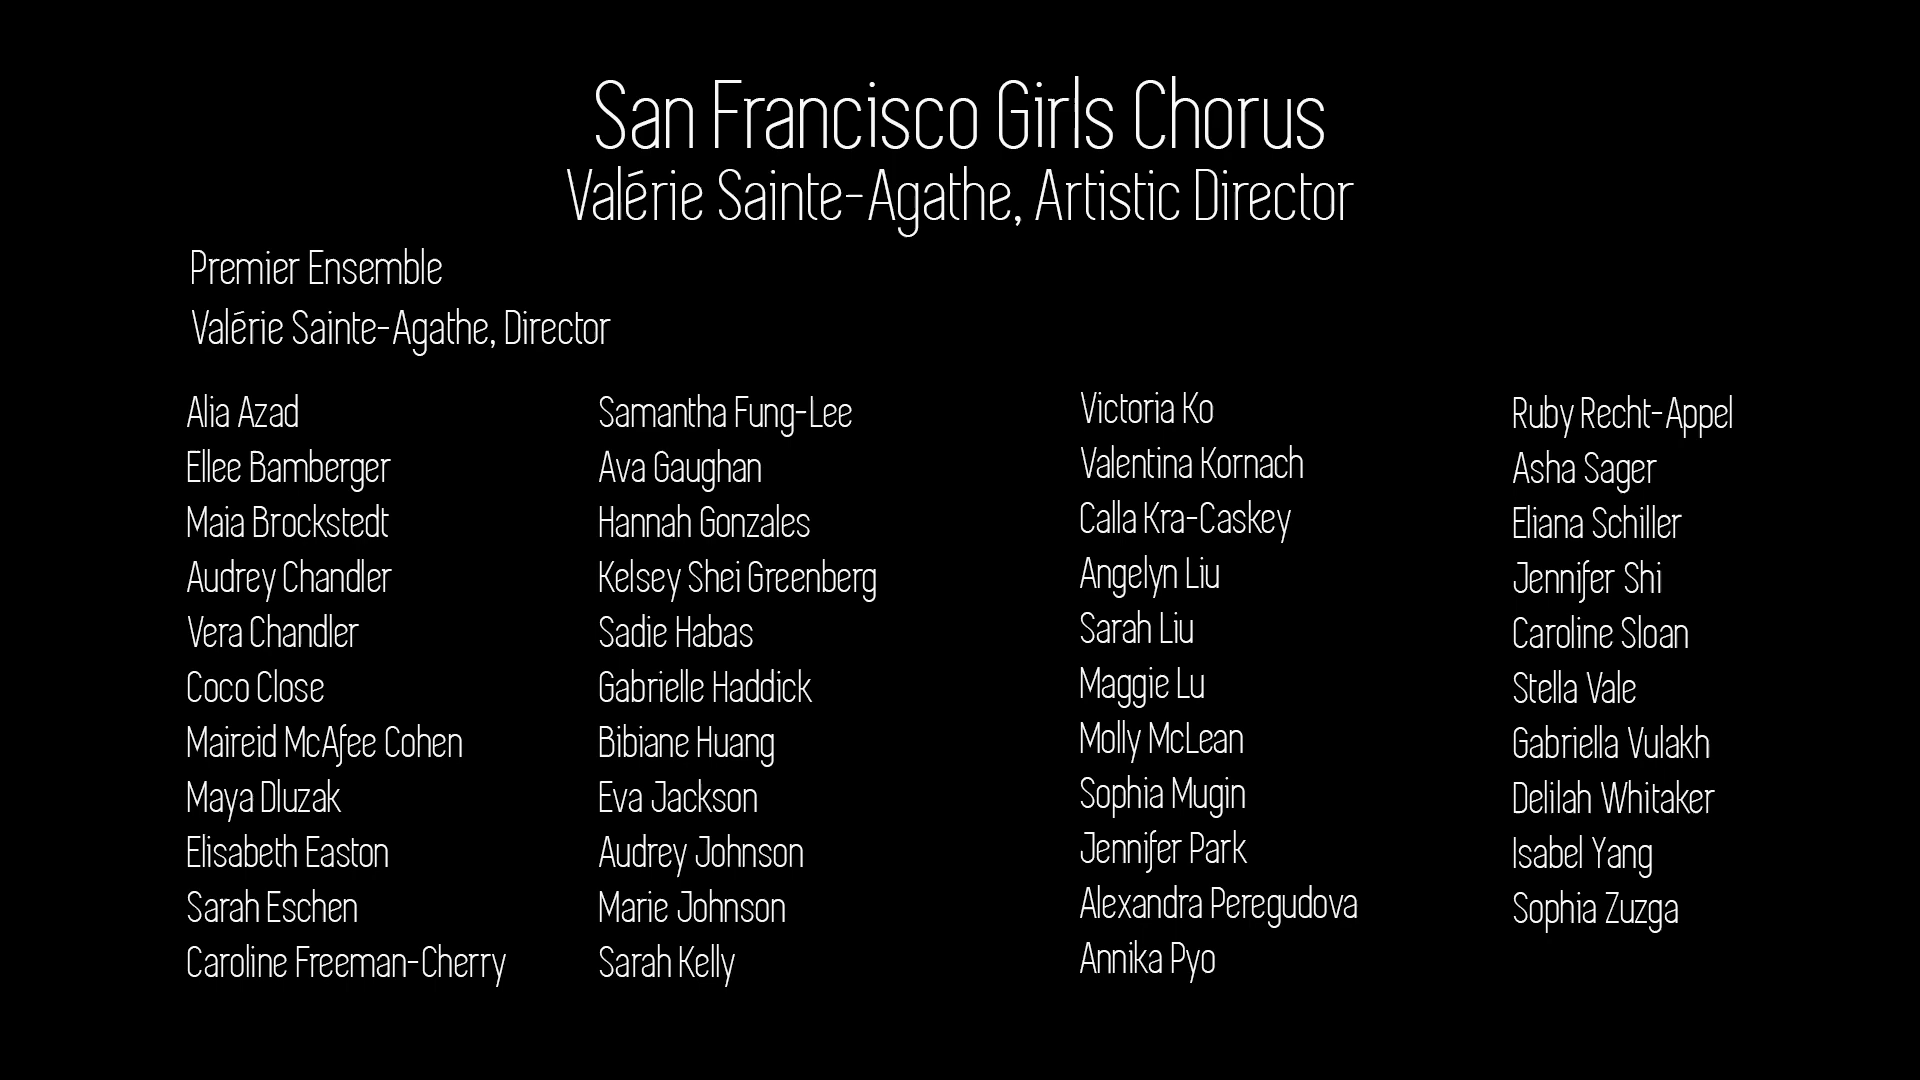 San Francisco Girls Chorus
Valérie Sainte-Agathe, Artistic Director
Premier Ensemble
Valérie Sainte-Agathe, Director
Alia Azad
Ellee Bamberger
Maia Brockstedt
Audrey Chandler
Vera Chandler
Coco Close
Maireid McAfee Cohen
Maya Dluzak
Elisabeth Easton
Sarah Eschen
Caroline Freeman-Cherry
Samantha Fung-Lee
Ava Gaughan
Hannah Gonzales
Kelsey Shei Greenberg
Sadie Habas
Gabrielle Haddick
Bibiane Huang
Eva Jackson
Audrey Johnson
Marie Johnson
Sarah Kelly
Victoria Ko
Valentina Kornach
Calla Kra-Caskey
Angelyn Liu
Sarah Liu
Maggie Lu
Molly McLean
Sophia Mugin
Jennifer Park
Alexandra Peregudova
Annika Pyo
Ruby Recht-Appel
Asha Sager
Eliana Schiller
Jennifer Shi
Caroline Sloan
Stella Vale
Gabriella Vulakh
Delilah Whitaker
Isabel Yang
Sophia Zuzga